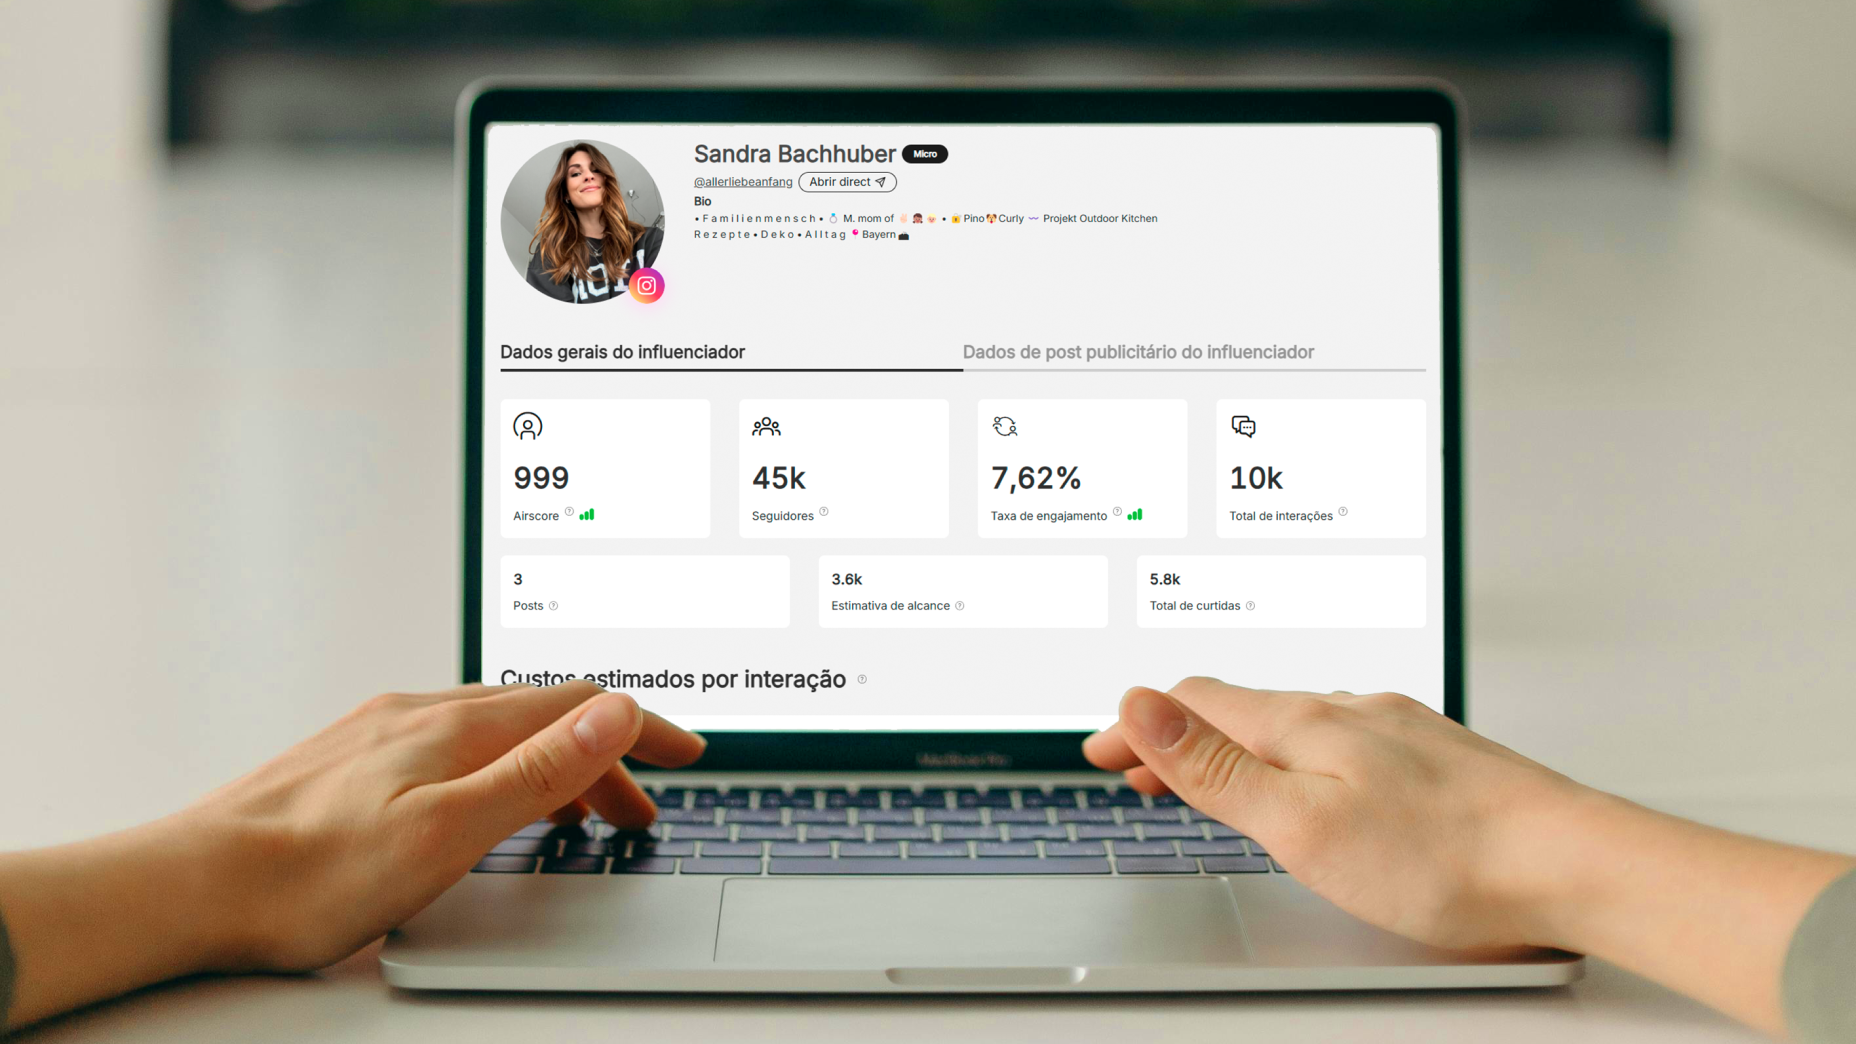 Sandra Bachhuber Micro
@allerliebeanfang Abrir direct
Bio
• F a m i l i e n m e n s c h • 💍 M. mom of ✌🏻👧🏽👼🏼 • 🔐Pino🐶Curly 〰 Projekt Outdoor Kitchen
R e z e p t e • D e k o • A l l t a g 📍Bayern
Dados gerais do influenciador
Dados de post publicitário do influenciador
999
Airscore
45k
Seguidores
7,62%
Taxa de engajamento
10k
Total de interações
3
Posts
3.6k
Estimativa de alcance
5.8k
Total de curtidas
Custos estimados por interação
MacBook Pro